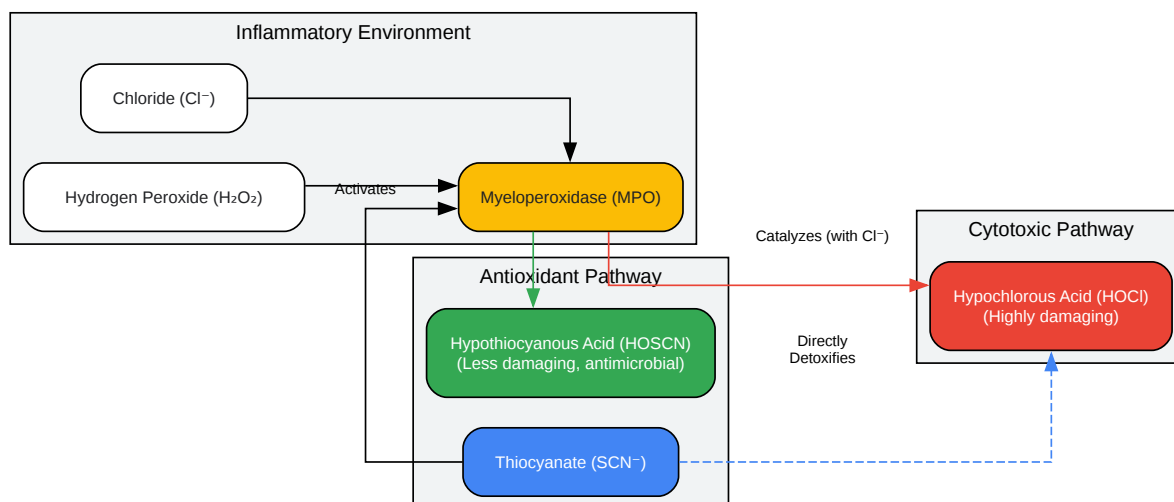 Inflammatory Environment
Chloride (Cl⁻)
Hydrogen Peroxide (H₂O₂)
Activates
Myeloperoxidase (MPO)
Catalyzes (with Cl⁻)
Cytotoxic Pathway
Hypochlorous Acid (HOCl)
(Highly damaging)
Antioxidant Pathway
Hypothiocyanous Acid (HOSCN)
(Less damaging, antimicrobial)
Directly
Detoxifies
Thiocyanate (SCN⁻)